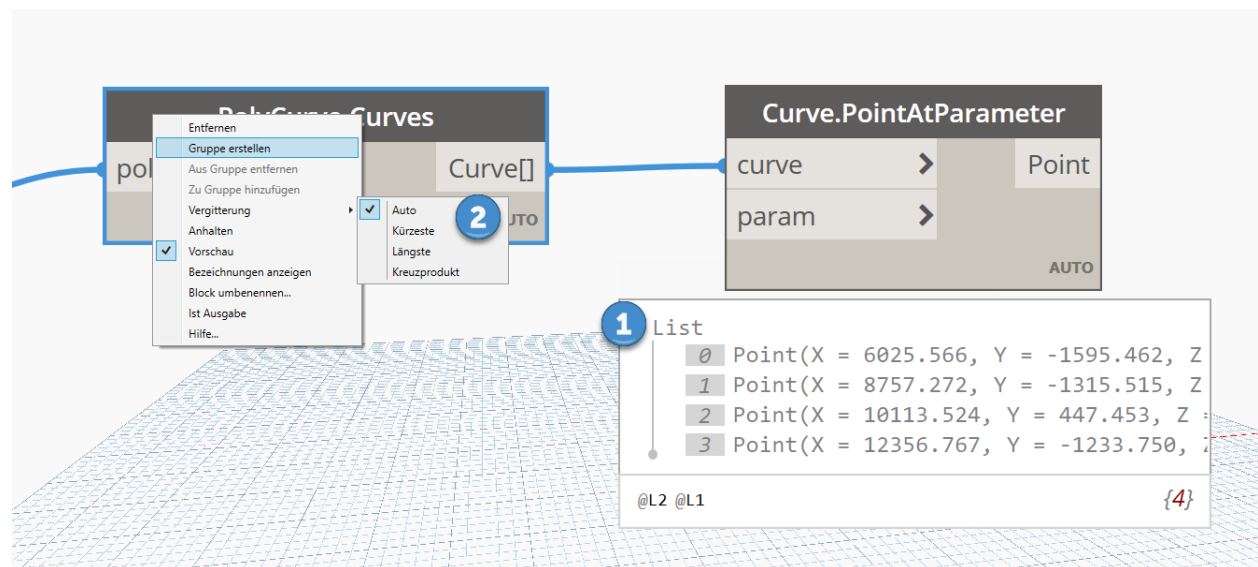 PolyCurve.Curves
pol
Curve[]
UTO
Entfernen
Gruppe erstellen
Aus Gruppe entfernen
Zu Gruppe hinzufügen
Vergitterung
Anhalten
Vorschau
Bezeichnungen anzeigen
Block umbenennen...
Ist Ausgabe
Hilfe...
Auto
Kürzeste
Längste
Kreuzprodukt
2
Curve.PointAtParameter
curve
Point
param
AUTO
1
List
0 Point(X = 6025.566, Y = -1595.462, Z
1 Point(X = 8757.272, Y = -1315.515, Z
2 Point(X = 10113.524, Y = 447.453, Z =
3 Point(X = 12356.767, Y = -1233.750,
@L2 @L1
{4}